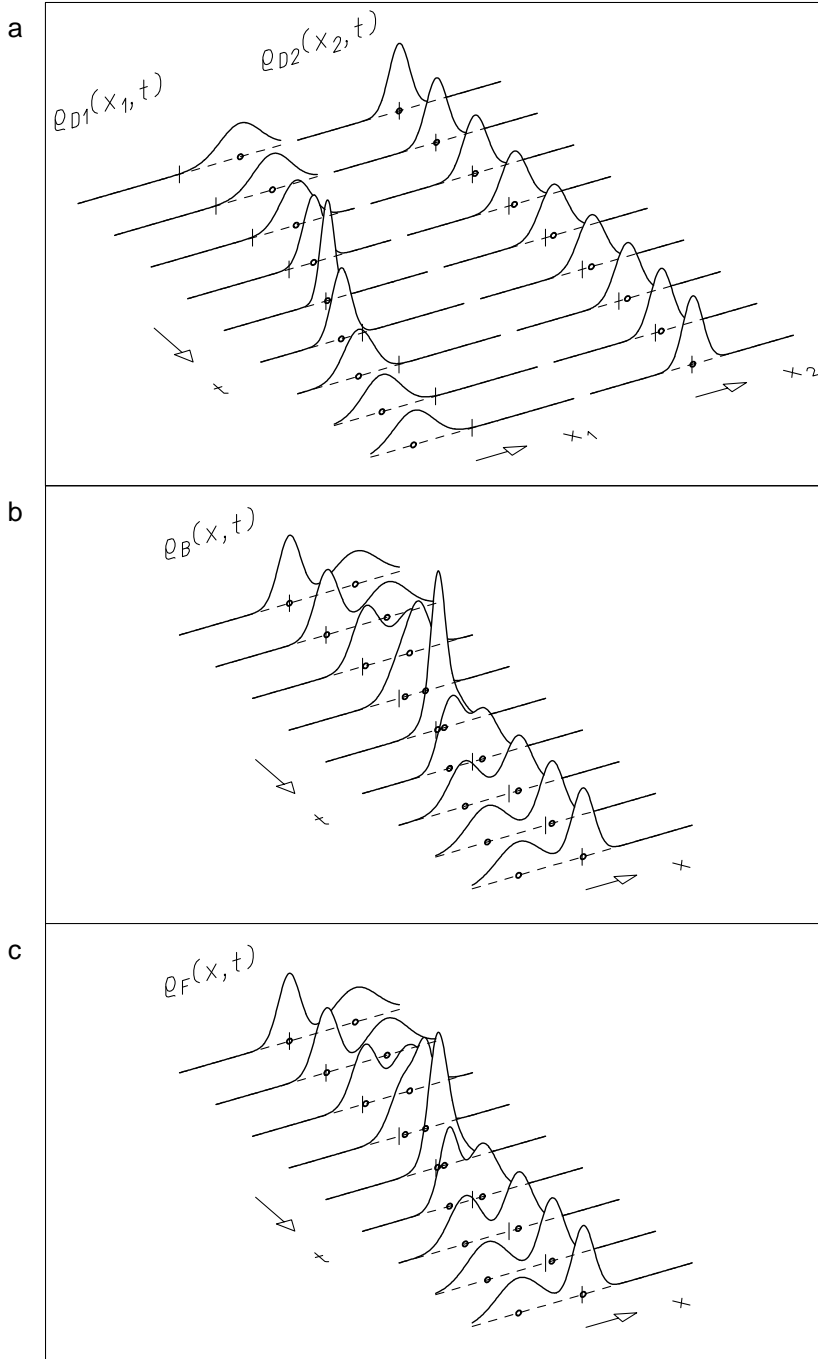 a
ϱD1(x1, t)
ϱD2(x2, t)
t
x1
x2
b
ϱB(x, t)
t
x
c
ϱF(x, t)
t
x